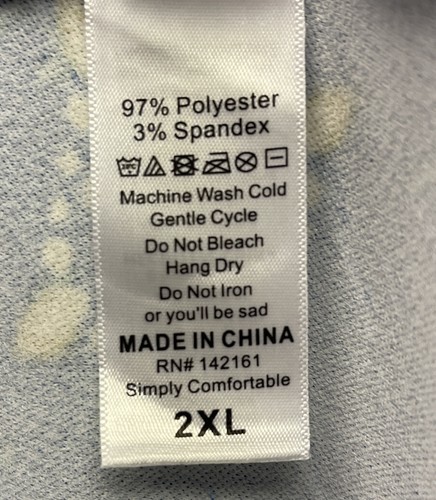 97% Polyester
3% Spandex
Machine Wash Cold
Gentle Cycle
Do Not Bleach
Hang Dry
Do Not Iron
or you'll be sad
MADE IN CHINA
RN# 142161
Simply Comfortable
2XL